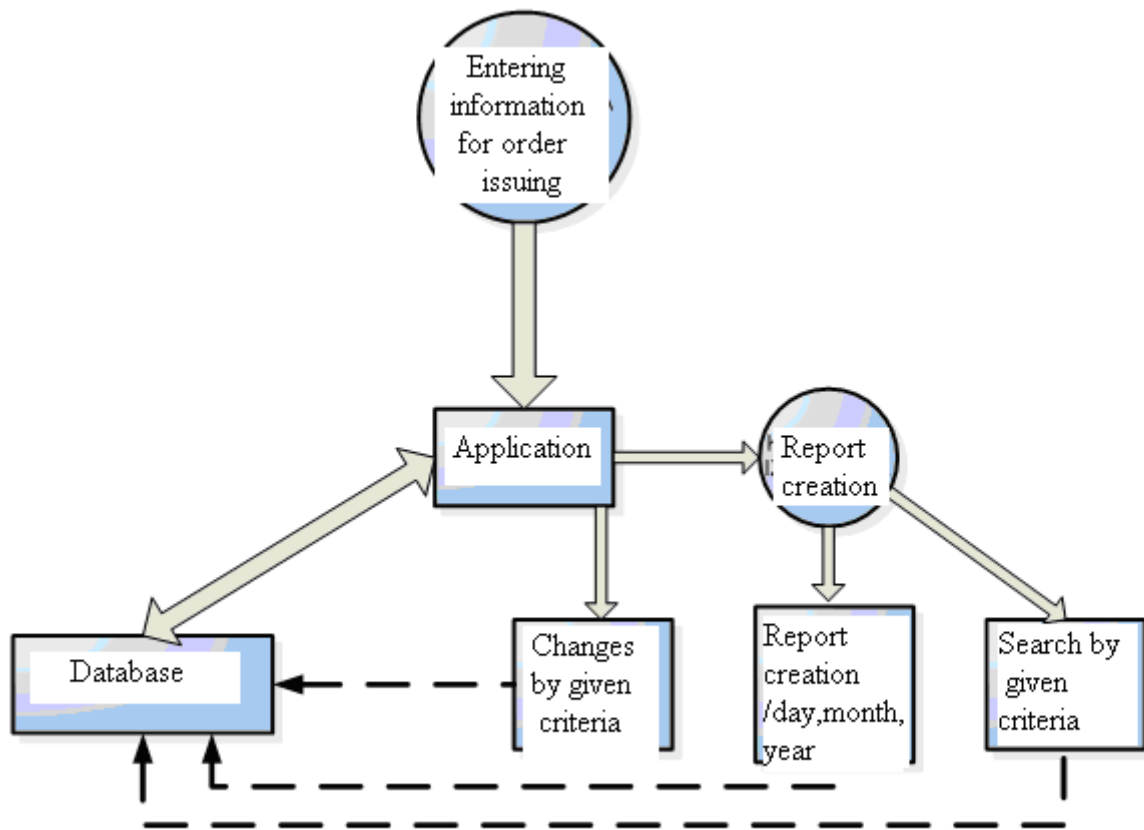 Entering
information
for order
issuing
Application
Report
creation
Database
Changes
by given
criteria
Report
creation
/day,month,
year
Search by
given
criteria